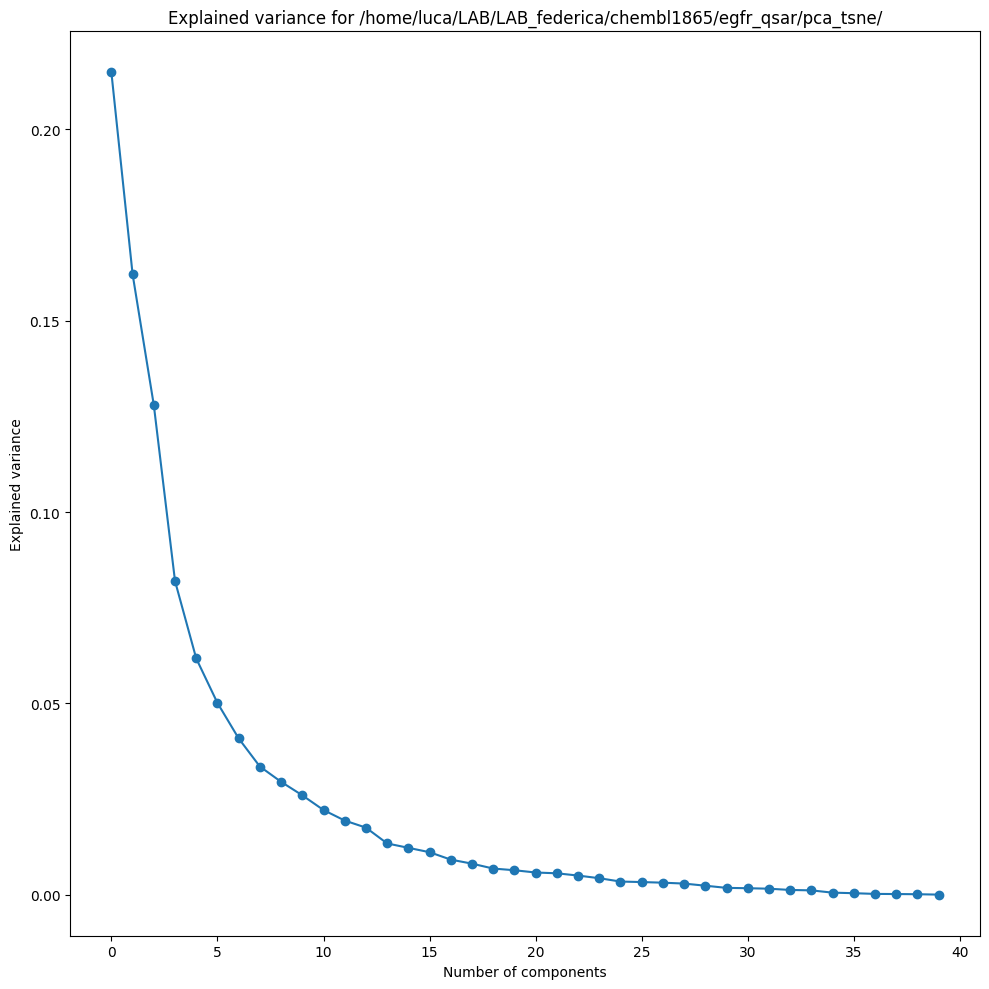 Explained variance for /home/luca/LAB/LAB_federica/chembl1865/egfr_qsar/pca_tsne/
0.20
0.15
0.10
0.05
0.00
Explained variance
0 5 10 15 20 25 30 35 40
Number of components